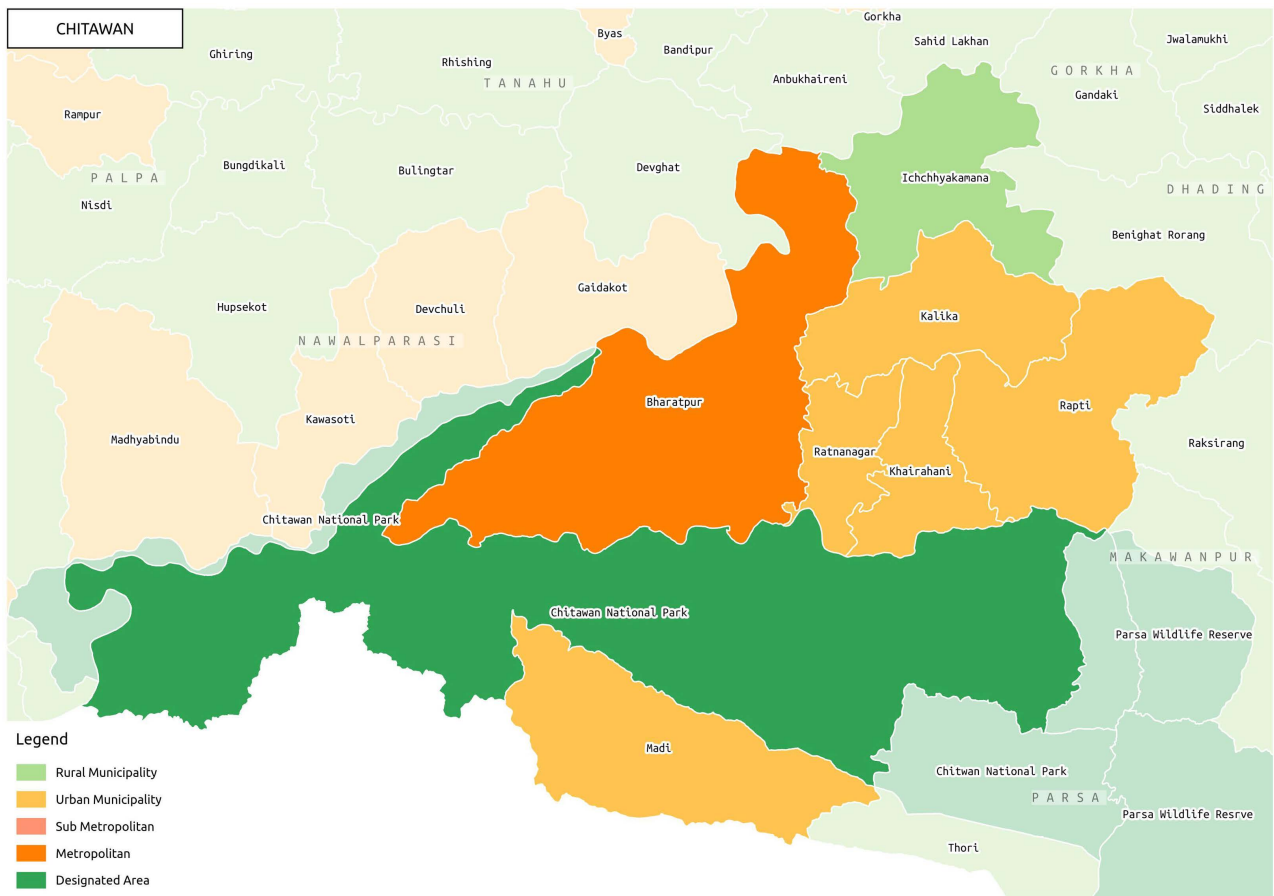 CHITAWAN
Gorkha
Byas
Sahid Lakhan
Jwalamukhi
Bandipur
Ghiring
Rhishing
Anbukhaireni
GORKHA
TANAHU
Gandaki
Siddhalek
Rampur
Bungdikali
Bulingtar
Devghat
Ichchhyakamana
PALPA
DHADING
Nisdi
Benighat Rorang
Gaidakot
Hupsekot
Devchuli
Kalika
NAWALPARASI
Bharatpur
Rapti
Kawasoti
Madhyabindu
Raksirang
Ratnanagar
Khairahani
Chitawan National Park
MAKAWANPUR
Chitawan National Park
Parsa Wildlife Reserve
Legend
Madi
Rural Municipality
Chitwan National Park
Urban Municipality
PARSA
Parsa Wildlife Resrve
Sub Metropolitan
Thori
Metropolitan
Designated Area